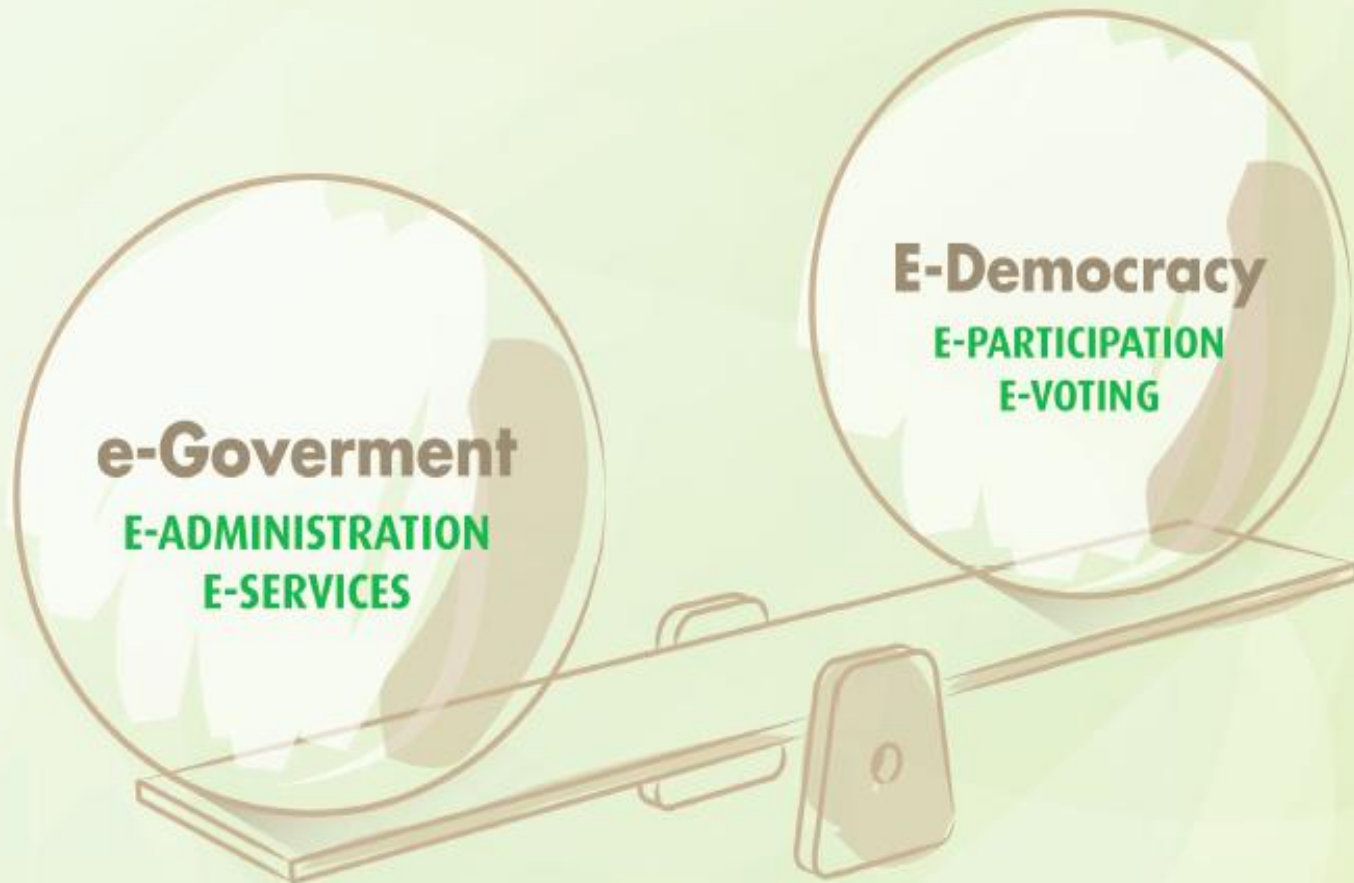 e-Goverment
E-ADMINISTRATION
E-SERVICES
E-Democracy
E-PARTICIPATION
E-VOTING